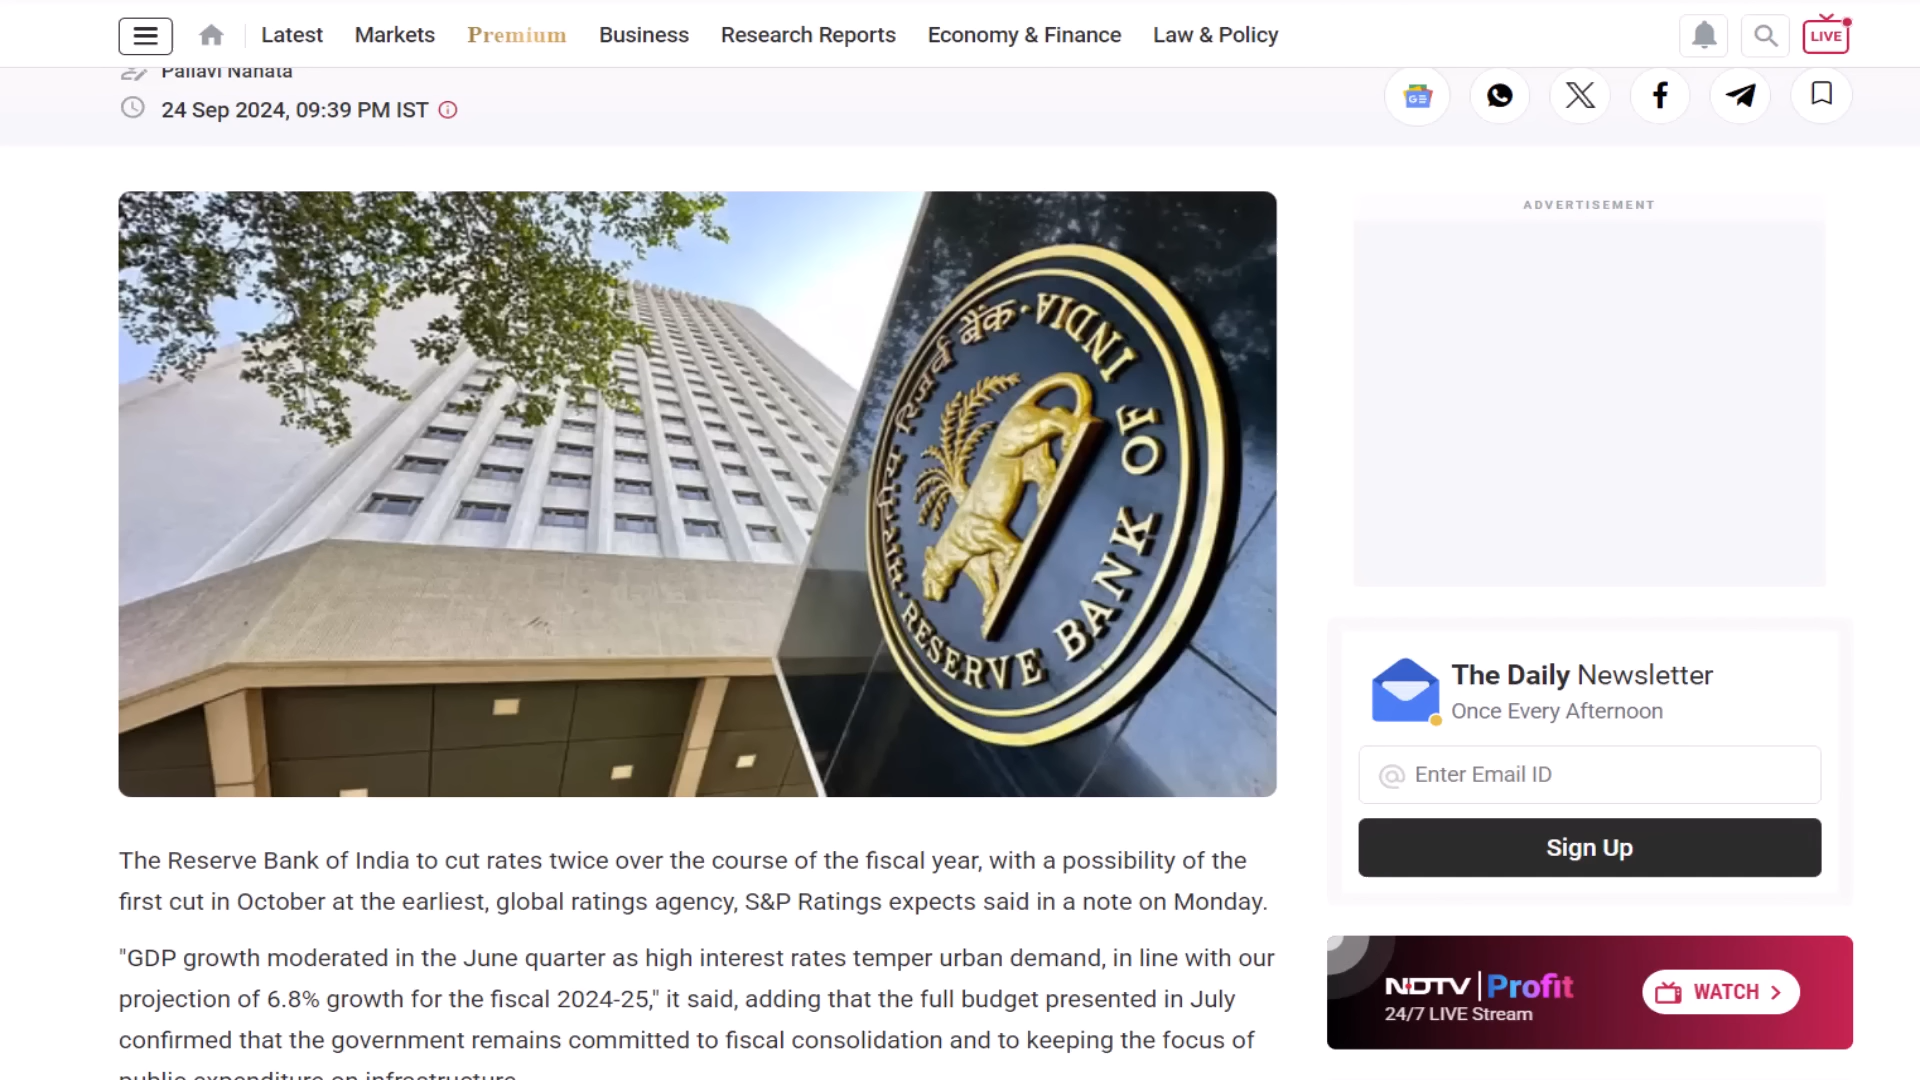 Latest Markets Premium Business Research Reports Economy & Finance Law & Policy
LIVE
Pallavi Nahata
24 Sep 2024, 09:39 PM IST
GE
भारतीय रिज़र्व बैंक · RESERVE BANK OF INDIA ·
ADVERTISEMENT
The Daily Newsletter
Once Every Afternoon
Enter Email ID
Sign Up
The Reserve Bank of India to cut rates twice over the course of the fiscal year, with a possibility of the
first cut in October at the earliest, global ratings agency, S&P Ratings expects said in a note on Monday.
"GDP growth moderated in the June quarter as high interest rates temper urban demand, in line with our
projection of 6.8% growth for the fiscal 2024-25," it said, adding that the full budget presented in July
confirmed that the government remains committed to fiscal consolidation and to keeping the focus of
public expenditure on infrastructure.
NDTV Profit
24/7 LIVE Stream
WATCH